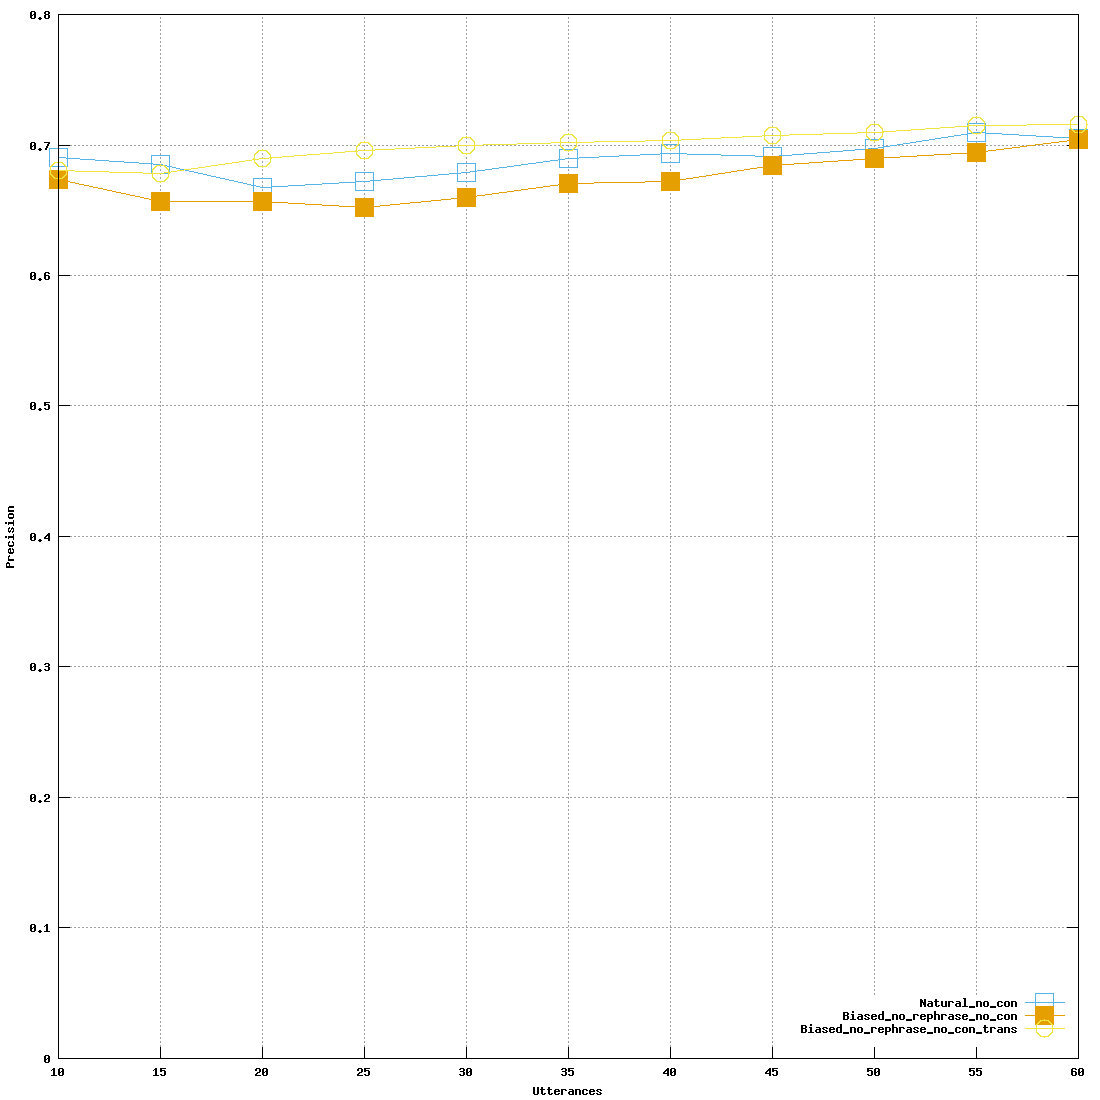 0.8
0.7
0.6
0.5
0.4
0.3
0.2
0.1
0
Precision
10 15 20 25 30 35 40 45 50 55 60
Utterances
Natural_no_con
Biased_no_rephrase_no_con
Biased_no_rephrase_no_con_trans